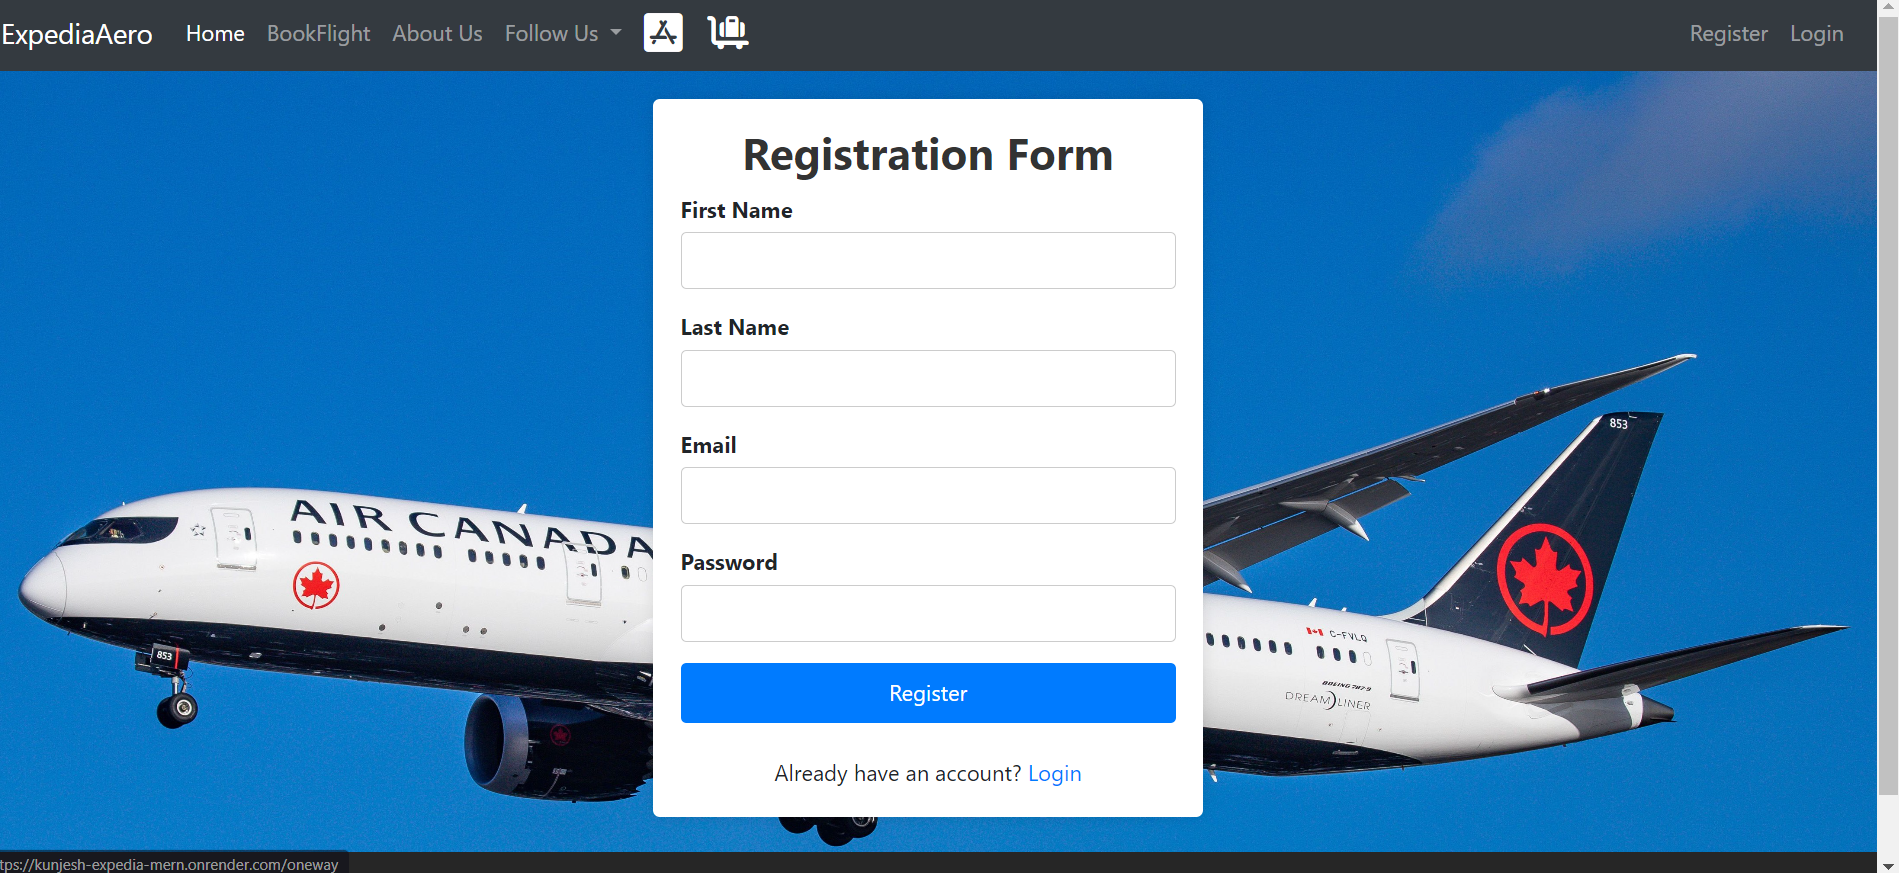 ExpediaAero Home BookFlight About Us Follow Us Register Login
Registration Form
First Name
Last Name
853
Email
AIR CANADA
Password
C-FVLQ
853
BOEING 787-9
DREAMLINER
Register
Already have an account? Login
tps://kunjesh-expedia-mern.onrender.com/oneway